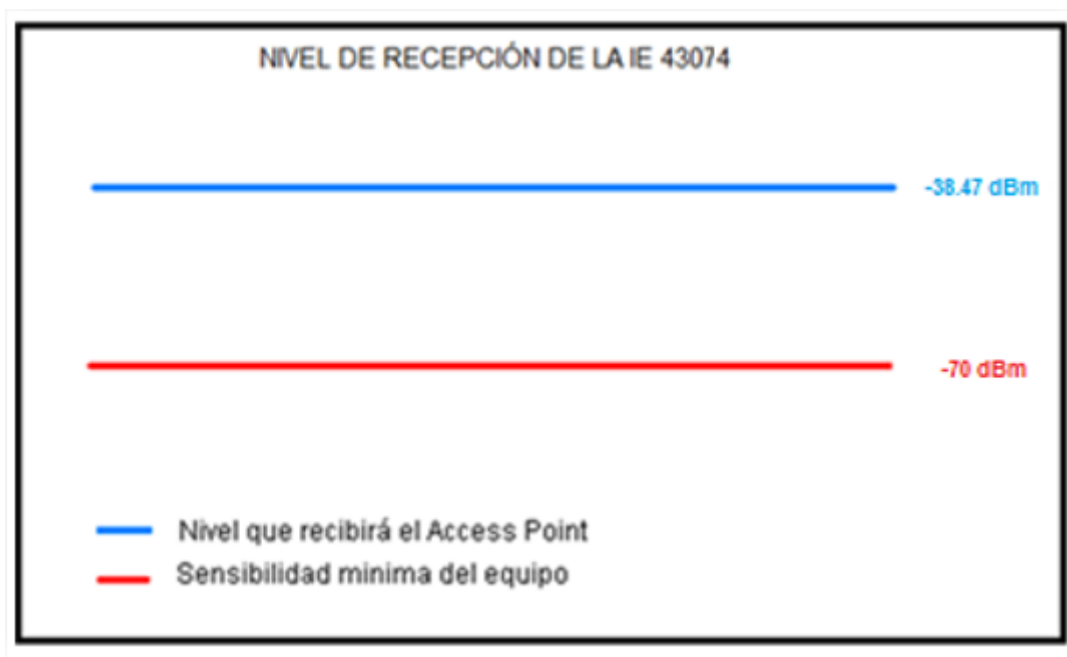 NIVEL DE RECEPCIÓN DE LA IE 43074
-38.47 dBm
-70 dBm
Nivel que recibirá el Access Point
Sensibilidad minima del equipo